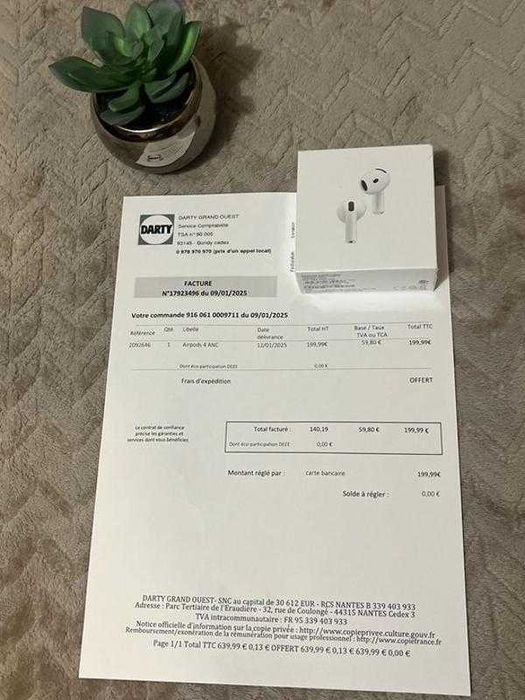 DARTY
DARTY GRAND OUEST
Service Comptabilité
TSA n° 90 005
93145 - Bondy cedex
0 978 970 970 (prix d'un appel local)
FACTURE
N°17923496 du 09/01/2025
Votre commande 916 061 0009711 du 09/01/2025
Référence Qté Libellé Date délivrance Total HT Base / Taux TVA ou TCA Total TTC
2092646 1 Airpods 4 ANC 12/01/2025 199,99€ 59,80 € 199,99€
Dont éco participation DEEE 0,00 €
Frais d'expédition OFFERT
Le contrat de confiance
précise les garanties et
services dont vous bénéficiez
Total facturé : 140,19 59,80 € 199,99 €
Dont éco participation DEEE 0,00 €
Montant réglé par : carte bancaire 199,99€
Solde à régler : 0,00 €
DARTY GRAND OUEST- SNC au capital de 30 612 EUR - RCS NANTES B 339 403 933
Adresse : Parc Tertiaire de l'Eraudière - 32, rue de Coulongé - 44315 NANTES Cedex 3
TVA intracommunautaire : FR 95 339 403 933
Notice officielle d'information sur la copie privée : http://www.copieprivee.culture.gouv.fr
Remboursement/exonération de la rémunération pour usage professionnel : http://www.copiefrance.fr
Page 1/1 Total TTC 639,99 € 0,13 € OFFERT 639,99 € 0,13 € 639,99 € 0,00 €